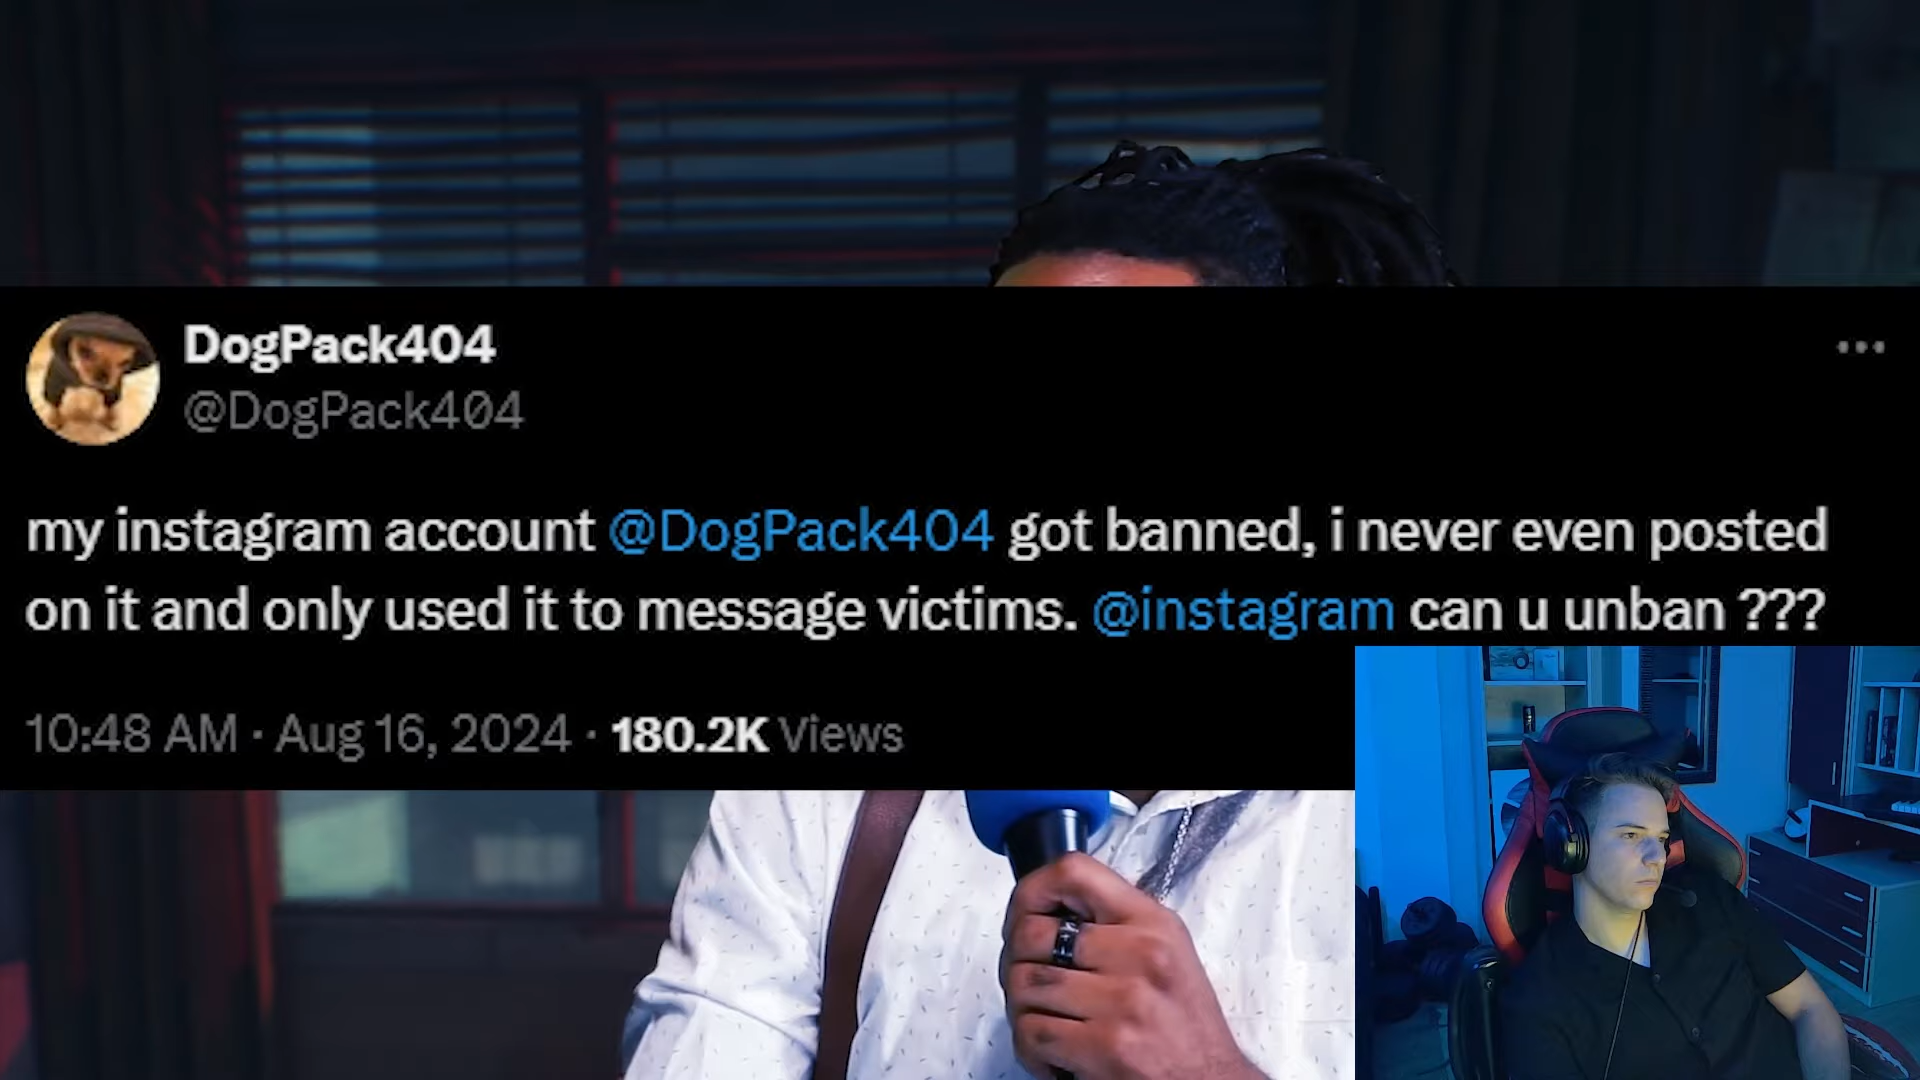 DogPack404
@DogPack404
my instagram account @DogPack404 got banned, i never even posted
on it and only used it to message victims. @instagram can u unban ???
10:48 AM · Aug 16, 2024 · 180.2K Views